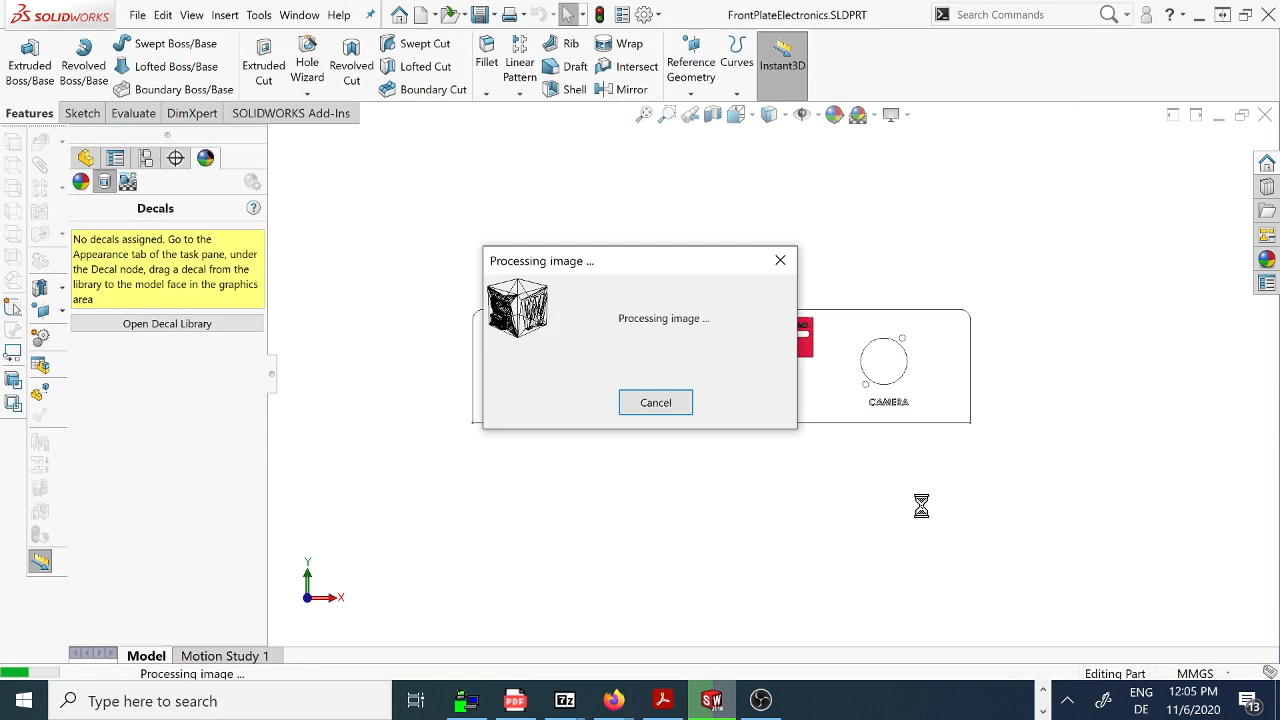 SOLIDWORKS
File Edit View Insert Tools Window Help
FrontPlateElectronics.SLDPRT
Search Commands
Extruded Boss/Base
Revolved Boss/Base
Swept Boss/Base
Lofted Boss/Base
Boundary Boss/Base
Extruded Cut
Hole Wizard
Revolved Cut
Swept Cut
Lofted Cut
Boundary Cut
Fillet
Linear Pattern
Rib
Draft
Shell
Wrap
Intersect
Mirror
Reference Geometry
Curves
Instant3D
Features Sketch Evaluate DimXpert SOLIDWORKS Add-Ins
Decals
No decals assigned. Go to the
Appearance tab of the task pane, under
the Decal node, drag a decal from the
library to the model face in the graphics
area
Open Decal Library
Processing image ...
Processing image ...
Cancel
CAMERA
Y
X
Model Motion Study 1
Processing image ...
Editing Part MMGS
Type here to search
PDF
7z
SW
ENG
DE
12:05 PM
11/6/2020
13